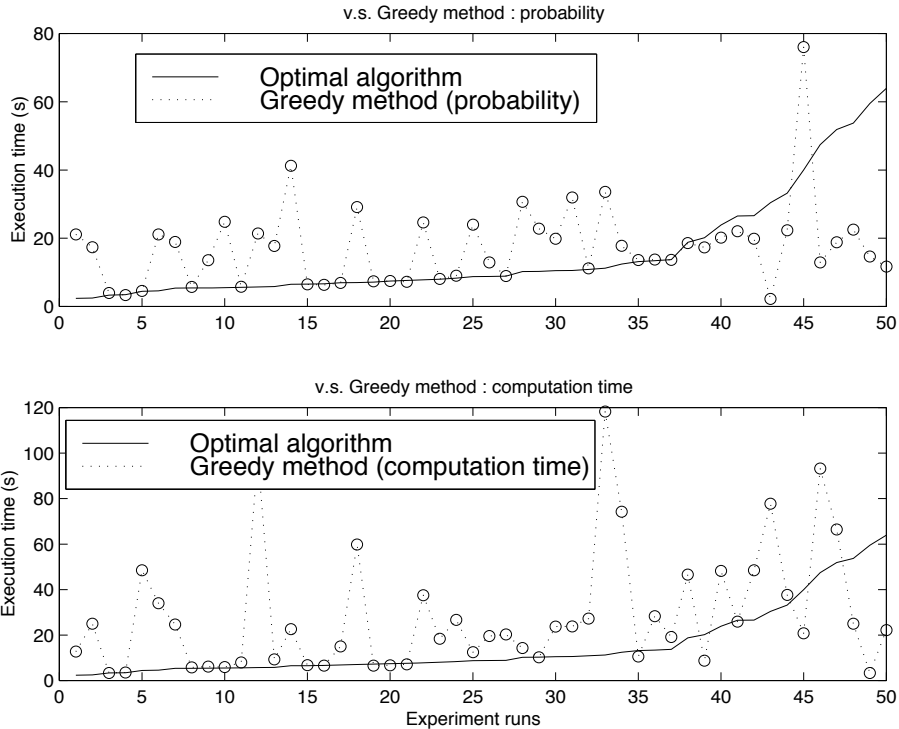 v.s. Greedy method : probability
80
60
40
20
0
Execution time (s)
Optimal algorithm
Greedy method (probability)
0 5 10 15 20 25 30 35 40 45 50
v.s. Greedy method : computation time
120
100
80
60
40
20
0
Execution time (s)
Optimal algorithm
Greedy method (computation time)
0 5 10 15 20 25 30 35 40 45 50
Experiment runs